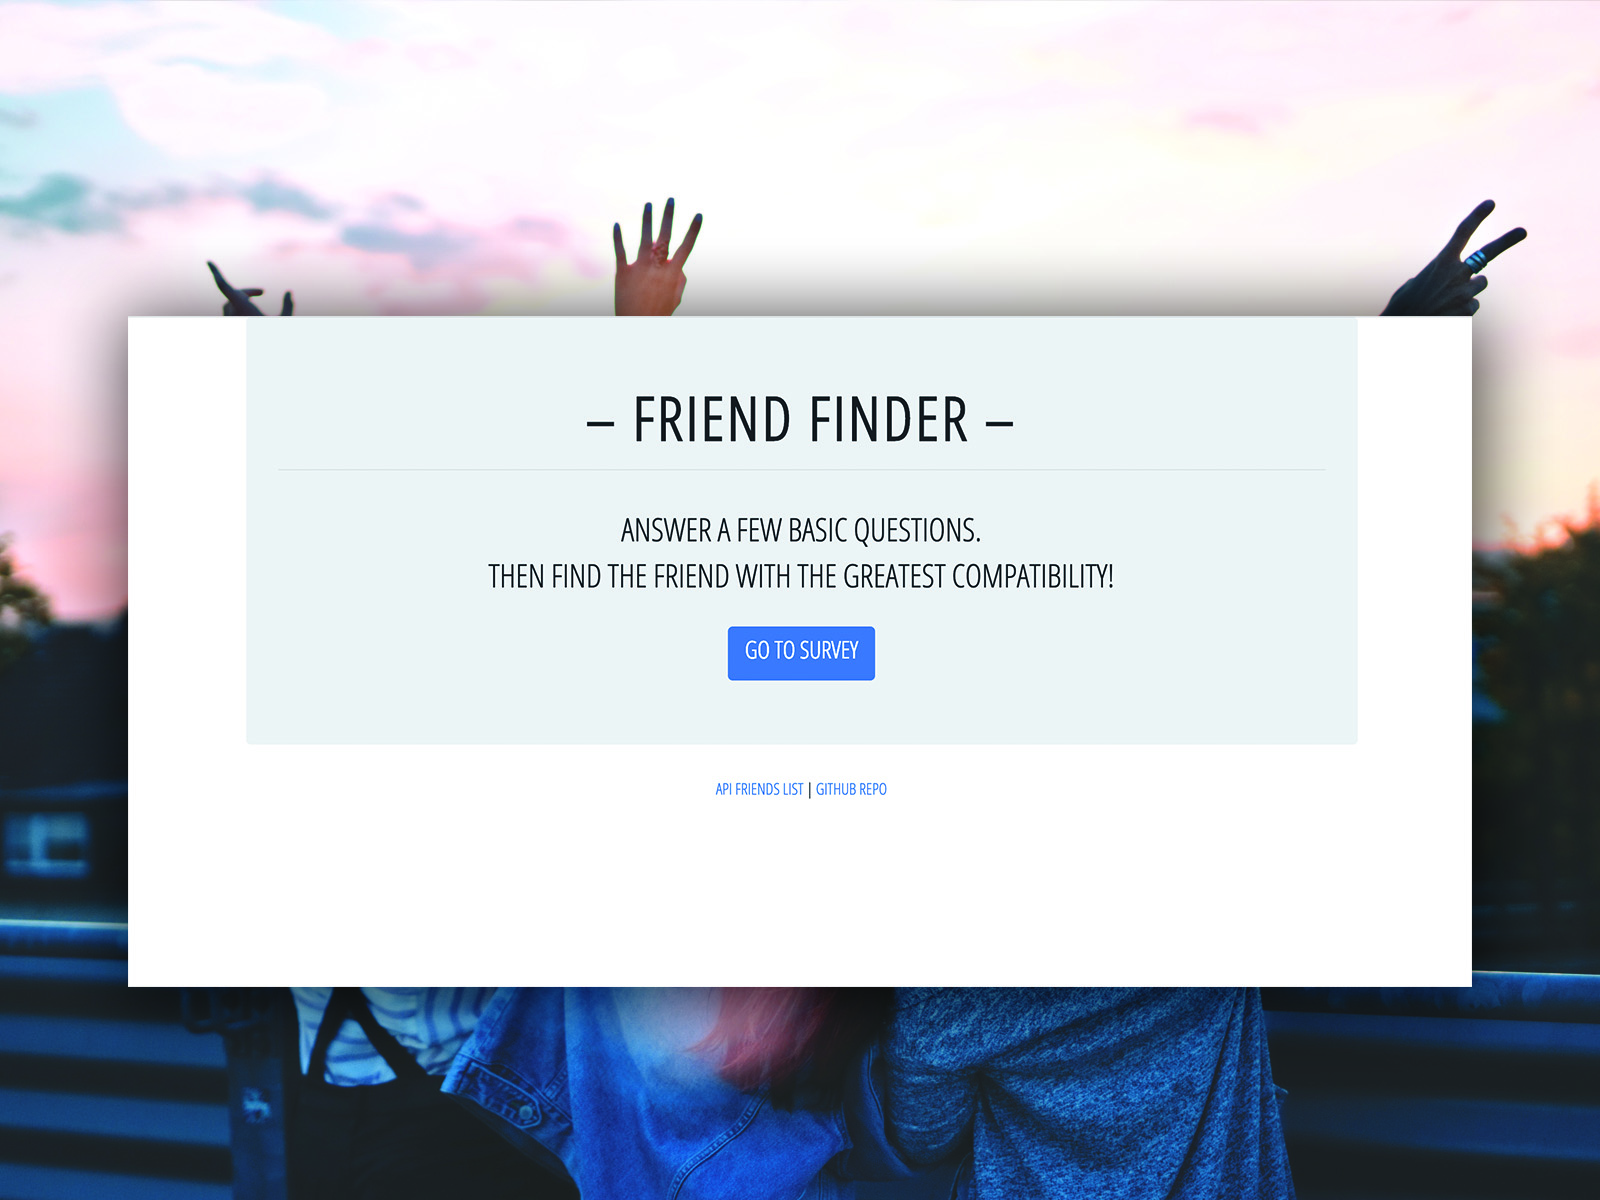 – FRIEND FINDER –
ANSWER A FEW BASIC QUESTIONS.
THEN FIND THE FRIEND WITH THE GREATEST COMPATIBILITY!
GO TO SURVEY
API FRIENDS LIST | GITHUB REPO